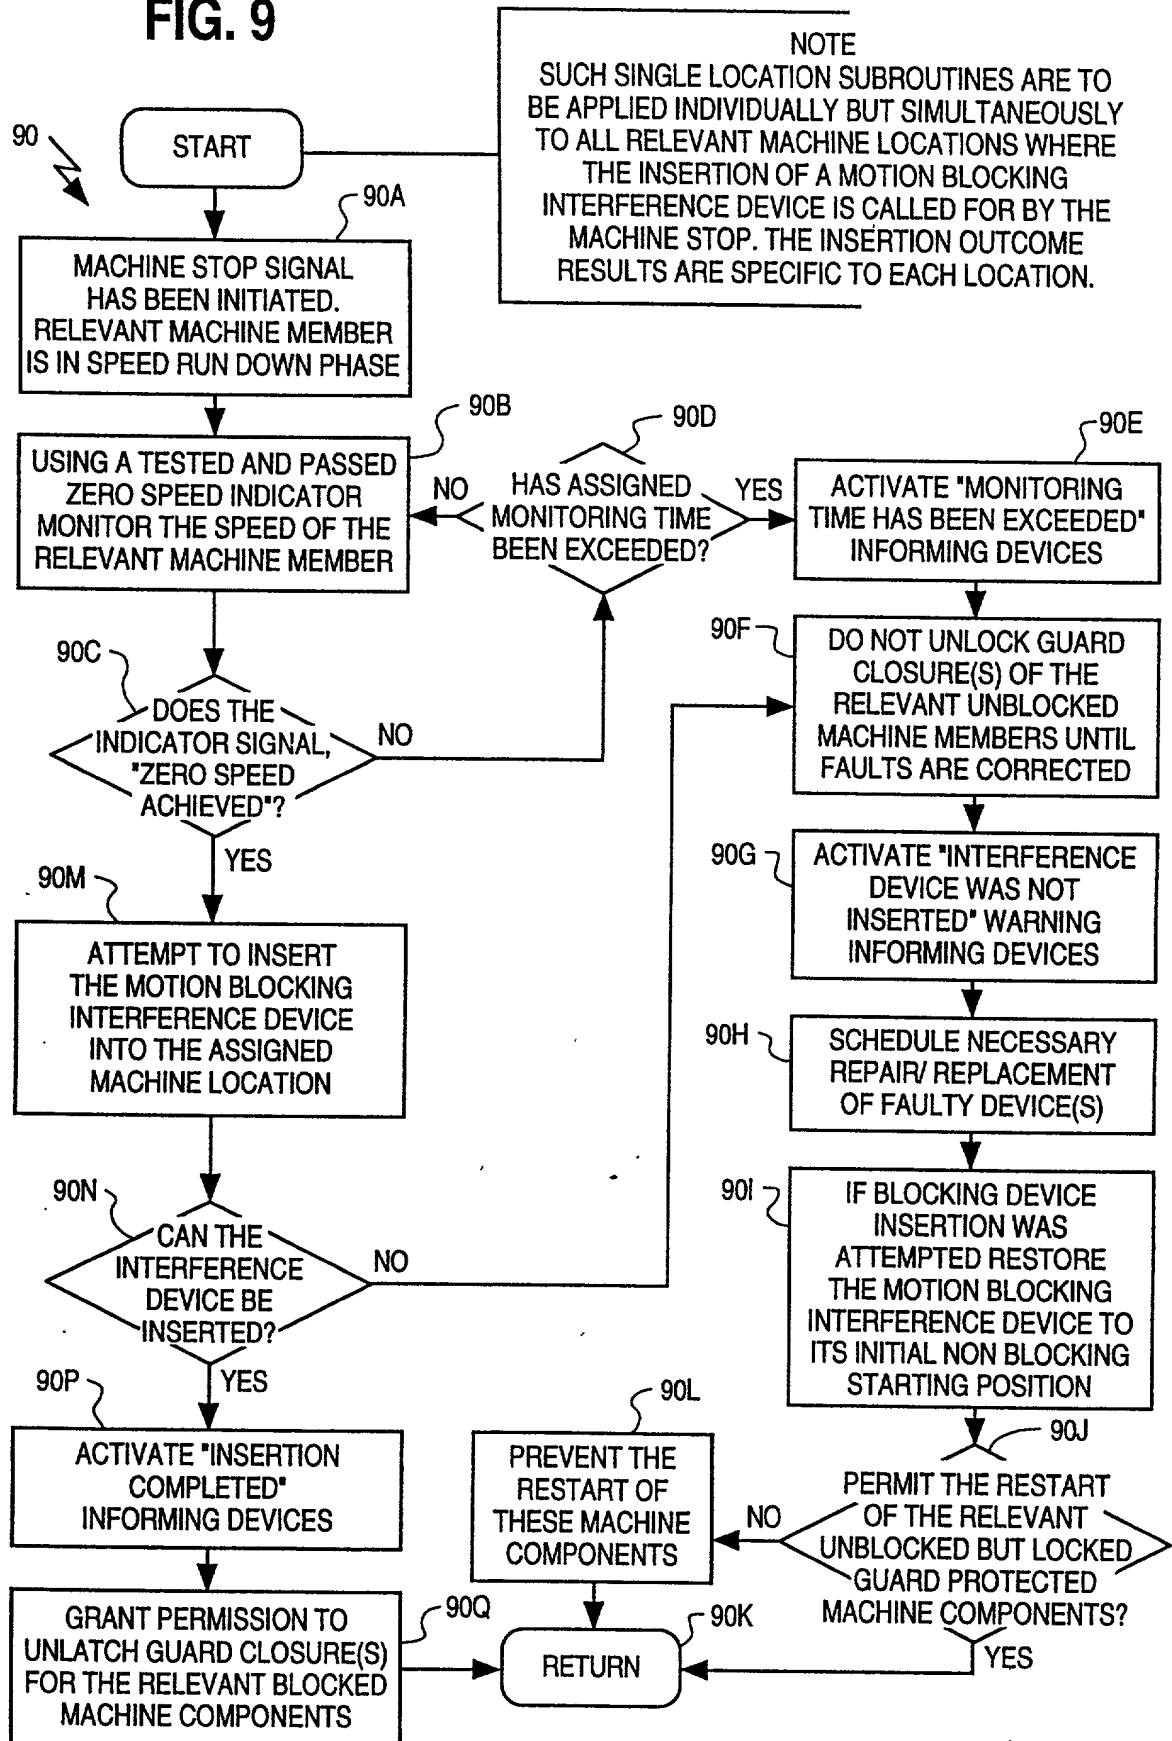 FIG. 9
NOTE
SUCH SINGLE LOCATION SUBROUTINES ARE TO
BE APPLIED INDIVIDUALLY BUT SIMULTANEOUSLY
TO ALL RELEVANT MACHINE LOCATIONS WHERE
THE INSERTION OF A MOTION BLOCKING
INTERFERENCE DEVICE IS CALLED FOR BY THE
MACHINE STOP. THE INSERTION OUTCOME
RESULTS ARE SPECIFIC TO EACH LOCATION.
90
START
90A
MACHINE STOP SIGNAL
HAS BEEN INITIATED.
RELEVANT MACHINE MEMBER
IS IN SPEED RUN DOWN PHASE
90B
USING A TESTED AND PASSED
ZERO SPEED INDICATOR
MONITOR THE SPEED OF THE
RELEVANT MACHINE MEMBER
NO
90D
HAS ASSIGNED
MONITORING TIME
BEEN EXCEEDED?
YES
90E
ACTIVATE "MONITORING
TIME HAS BEEN EXCEEDED"
INFORMING DEVICES
90C
DOES THE
INDICATOR SIGNAL,
"ZERO SPEED
ACHIEVED"?
NO
YES
90F
DO NOT UNLOCK GUARD
CLOSURE(S) OF THE
RELEVANT UNBLOCKED
MACHINE MEMBERS UNTIL
FAULTS ARE CORRECTED
90M
ATTEMPT TO INSERT
THE MOTION BLOCKING
INTERFERENCE DEVICE
INTO THE ASSIGNED
MACHINE LOCATION
90G
ACTIVATE "INTERFERENCE
DEVICE WAS NOT
INSERTED" WARNING
INFORMING DEVICES
90H
SCHEDULE NECESSARY
REPAIR/ REPLACEMENT
OF FAULTY DEVICE(S)
90N
CAN THE
INTERFERENCE
DEVICE BE
INSERTED?
NO
YES
90I
IF BLOCKING DEVICE
INSERTION WAS
ATTEMPTED RESTORE
THE MOTION BLOCKING
INTERFERENCE DEVICE TO
ITS INITIAL NON BLOCKING
STARTING POSITION
90P
ACTIVATE "INSERTION
COMPLETED"
INFORMING DEVICES
90L
PREVENT THE
RESTART OF
THESE MACHINE
COMPONENTS
NO
90J
PERMIT THE RESTART
OF THE RELEVANT
UNBLOCKED BUT LOCKED
GUARD PROTECTED
MACHINE COMPONENTS?
YES
GRANT PERMISSION TO
UNLATCH GUARD CLOSURE(S)
FOR THE RELEVANT BLOCKED
MACHINE COMPONENTS
90Q
RETURN
90K